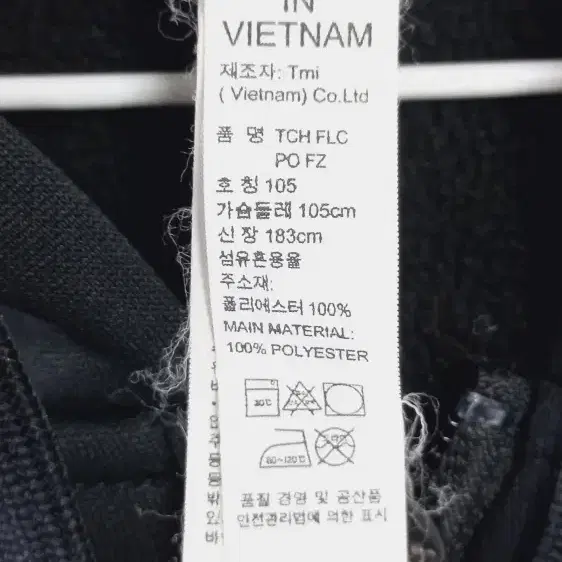 IN
VIETNAM
제조자: Tmi
( Vietnam) Co.Ltd
품 명 TCH FLC
PO FZ
호 칭 105
가슴둘레 105cm
신 장 183cm
섬유혼용율
주소재:
폴리에스터 100%
MAIN MATERIAL:
100% POLYESTER
30℃
80~120℃
품질 경영 및 공산품
안전관리법에 의한 표시